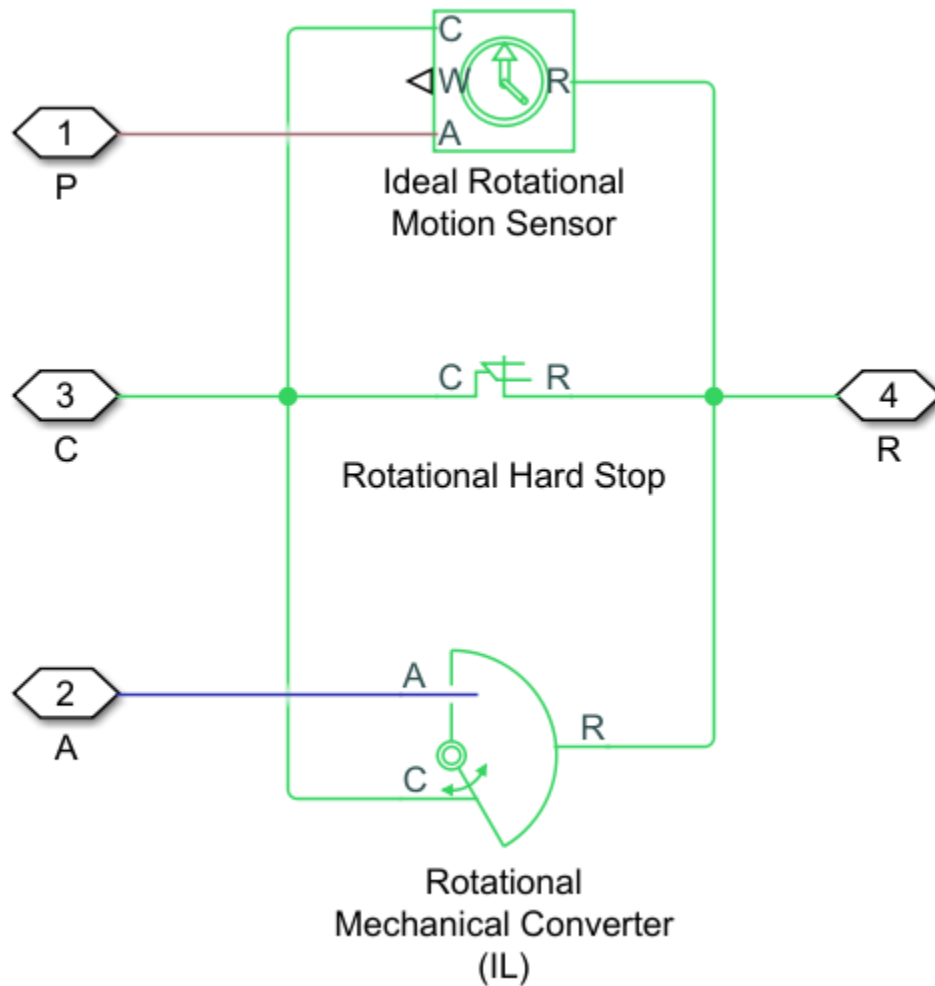 C
W R
1
A
P
Ideal Rotational
Motion Sensor
3
C R
4
C
R
Rotational Hard Stop
2
A
R
A
C
Rotational
Mechanical Converter
(IL)